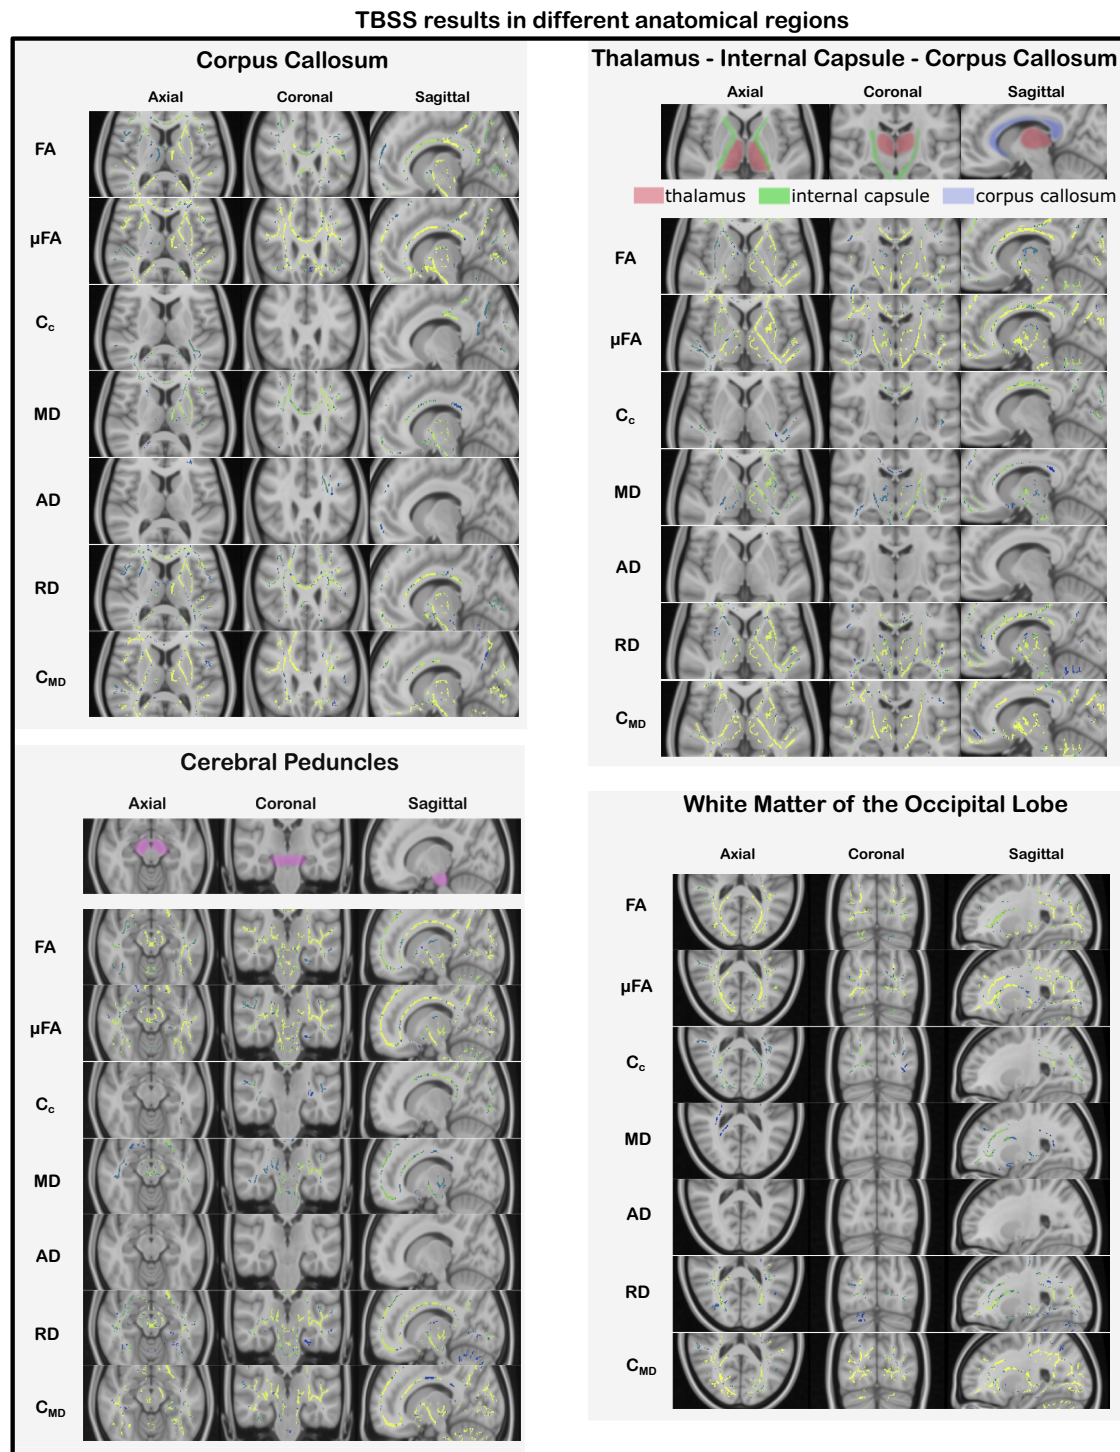 TBSS results in different anatomical regions
Corpus Callosum
Axial Coronal Sagittal
FA
µFA
Cc
MD
AD
RD
CMD
Thalamus - Internal Capsule - Corpus Callosum
Axial Coronal Sagittal
thalamus internal capsule corpus callosum
FA
µFA
Cc
MD
AD
RD
CMD
Cerebral Peduncles
Axial Coronal Sagittal
FA
µFA
Cc
MD
AD
RD
CMD
White Matter of the Occipital Lobe
Axial Coronal Sagittal
FA
µFA
Cc
MD
AD
RD
CMD